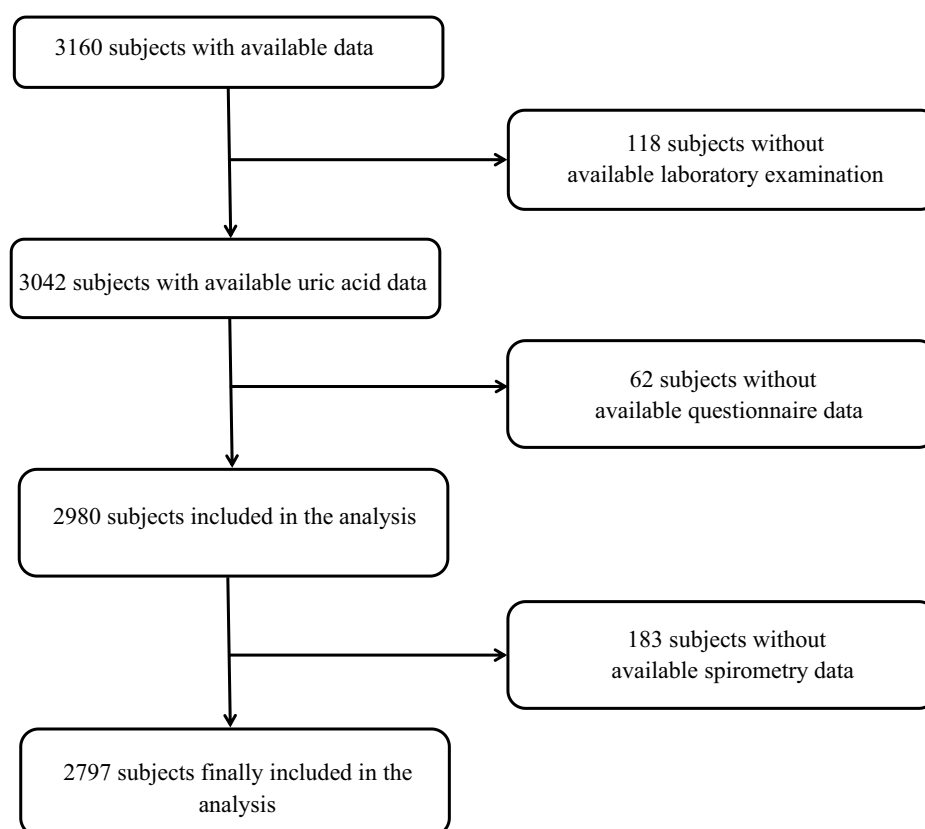 3160 subjects with available data
118 subjects without
available laboratory examination
3042 subjects with available uric acid data
62 subjects without
available questionnaire data
2980 subjects included in the analysis
183 subjects without
available spirometry data
2797 subjects finally included in the
analysis